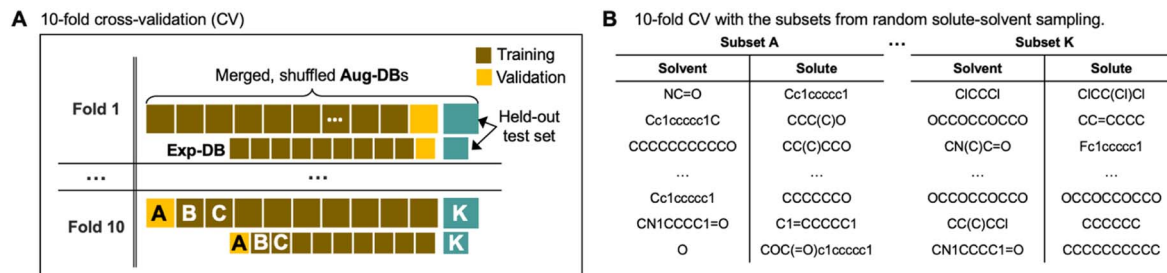 A 10-fold cross-validation (CV)
Training
Validation
Merged, shuffled Aug-DBs
Fold 1
...
Held-out
test set
Exp-DB
... ...
Fold 10
A B C K
A B C K
B 10-fold CV with the subsets from random solute-solvent sampling.
Subset A ... Subset K
Solvent Solute Solvent Solute
NC=O Cc1ccccc1 ClCCCl ClCC(Cl)Cl
Cc1ccccc1C CCC(C)O OCCOCCOCCO CC=CCCC
CCCCCCCCCCO CC(C)CCO CN(C)C=O Fc1ccccc1
... ... ... ...
Cc1ccccc1 CCCCCCO OCCOCCOCCO OCCOCCOCCO
CN1CCCC1=O C1=CCCCC1 CC(C)CCl CCCCCC
O COC(=O)c1ccccc1 CN1CCCC1=O CCCCCCCCCC